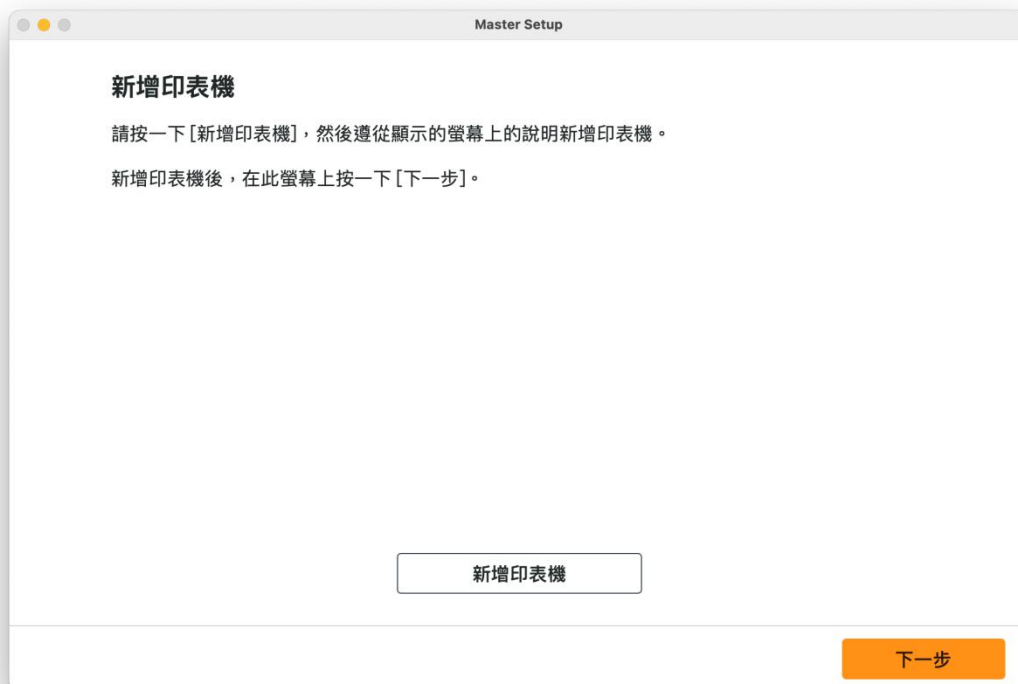 Master Setup
新增印表機
請按一下[新增印表機]，然後遵從顯示的螢幕上的說明新增印表機。
新增印表機後，在此螢幕上按一下[下一步]。
新增印表機
下一步